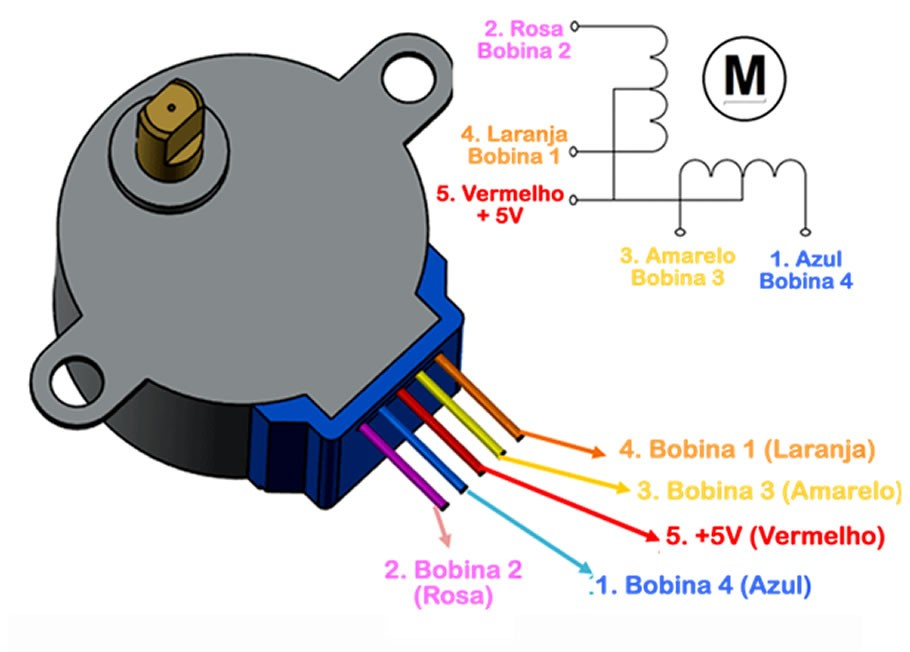 2. Rosa
Bobina 2
M
4. Laranja
Bobina 1
5. Vermelho
+ 5V
3. Amarelo
Bobina 3
1. Azul
Bobina 4
4. Bobina 1 (Laranja)
3. Bobina 3 (Amarelo)
5. +5V (Vermelho)
2. Bobina 2
(Rosa)
1. Bobina 4 (Azul)